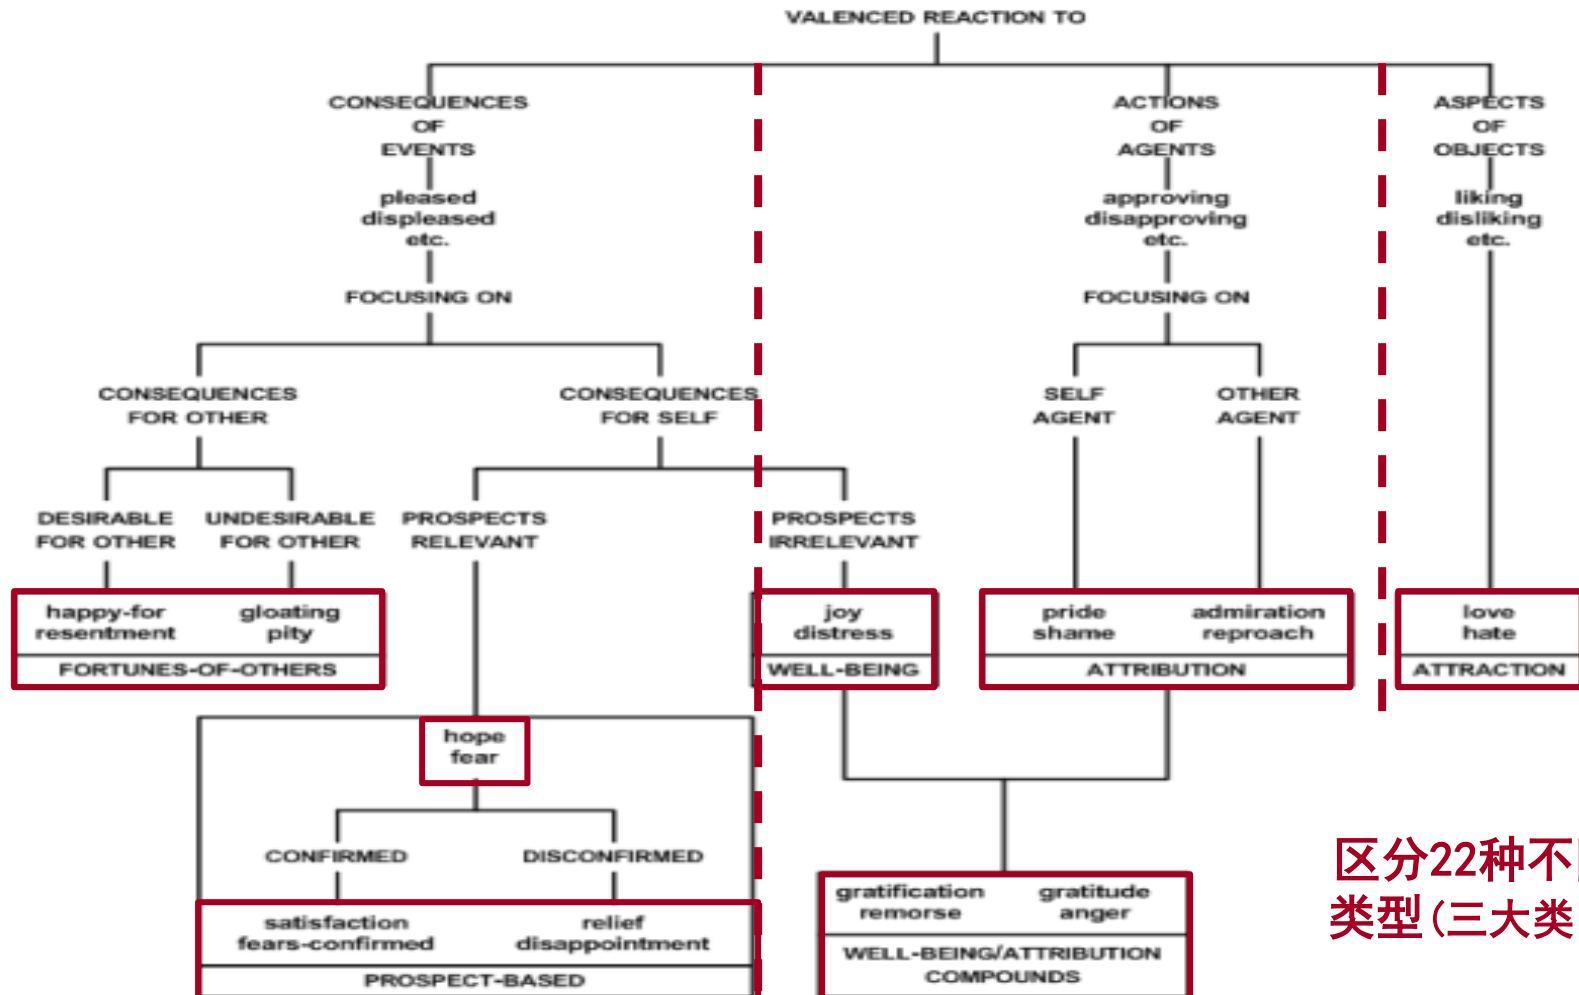 VALENCED REACTION TO
CONSEQUENCES
OF
EVENTS
pleased
displeased
etc.
FOCUSING ON
ACTIONS
OF
AGENTS
approving
disapproving
etc.
FOCUSING ON
ASPECTS
OF
OBJECTS
liking
disliking
etc.
CONSEQUENCES
FOR OTHER
CONSEQUENCES
FOR SELF
SELF
AGENT
OTHER
AGENT
DESIRABLE
FOR OTHER
UNDESIRABLE
FOR OTHER
PROSPECTS
RELEVANT
PROSPECTS
IRRELEVANT
happy-for
resentment
gloating
pity
FORTUNES-OF-OTHERS
joy
distress
WELL-BEING
pride
shame
admiration
reproach
ATTRIBUTION
love
hate
ATTRACTION
hope
fear
CONFIRMED
DISCONFIRMED
satisfaction
fears-confirmed
relief
disappointment
PROSPECT-BASED
gratification
remorse
gratitude
anger
WELL-BEING/ATTRIBUTION
COMPOUNDS
区分22种不
类型(三大类